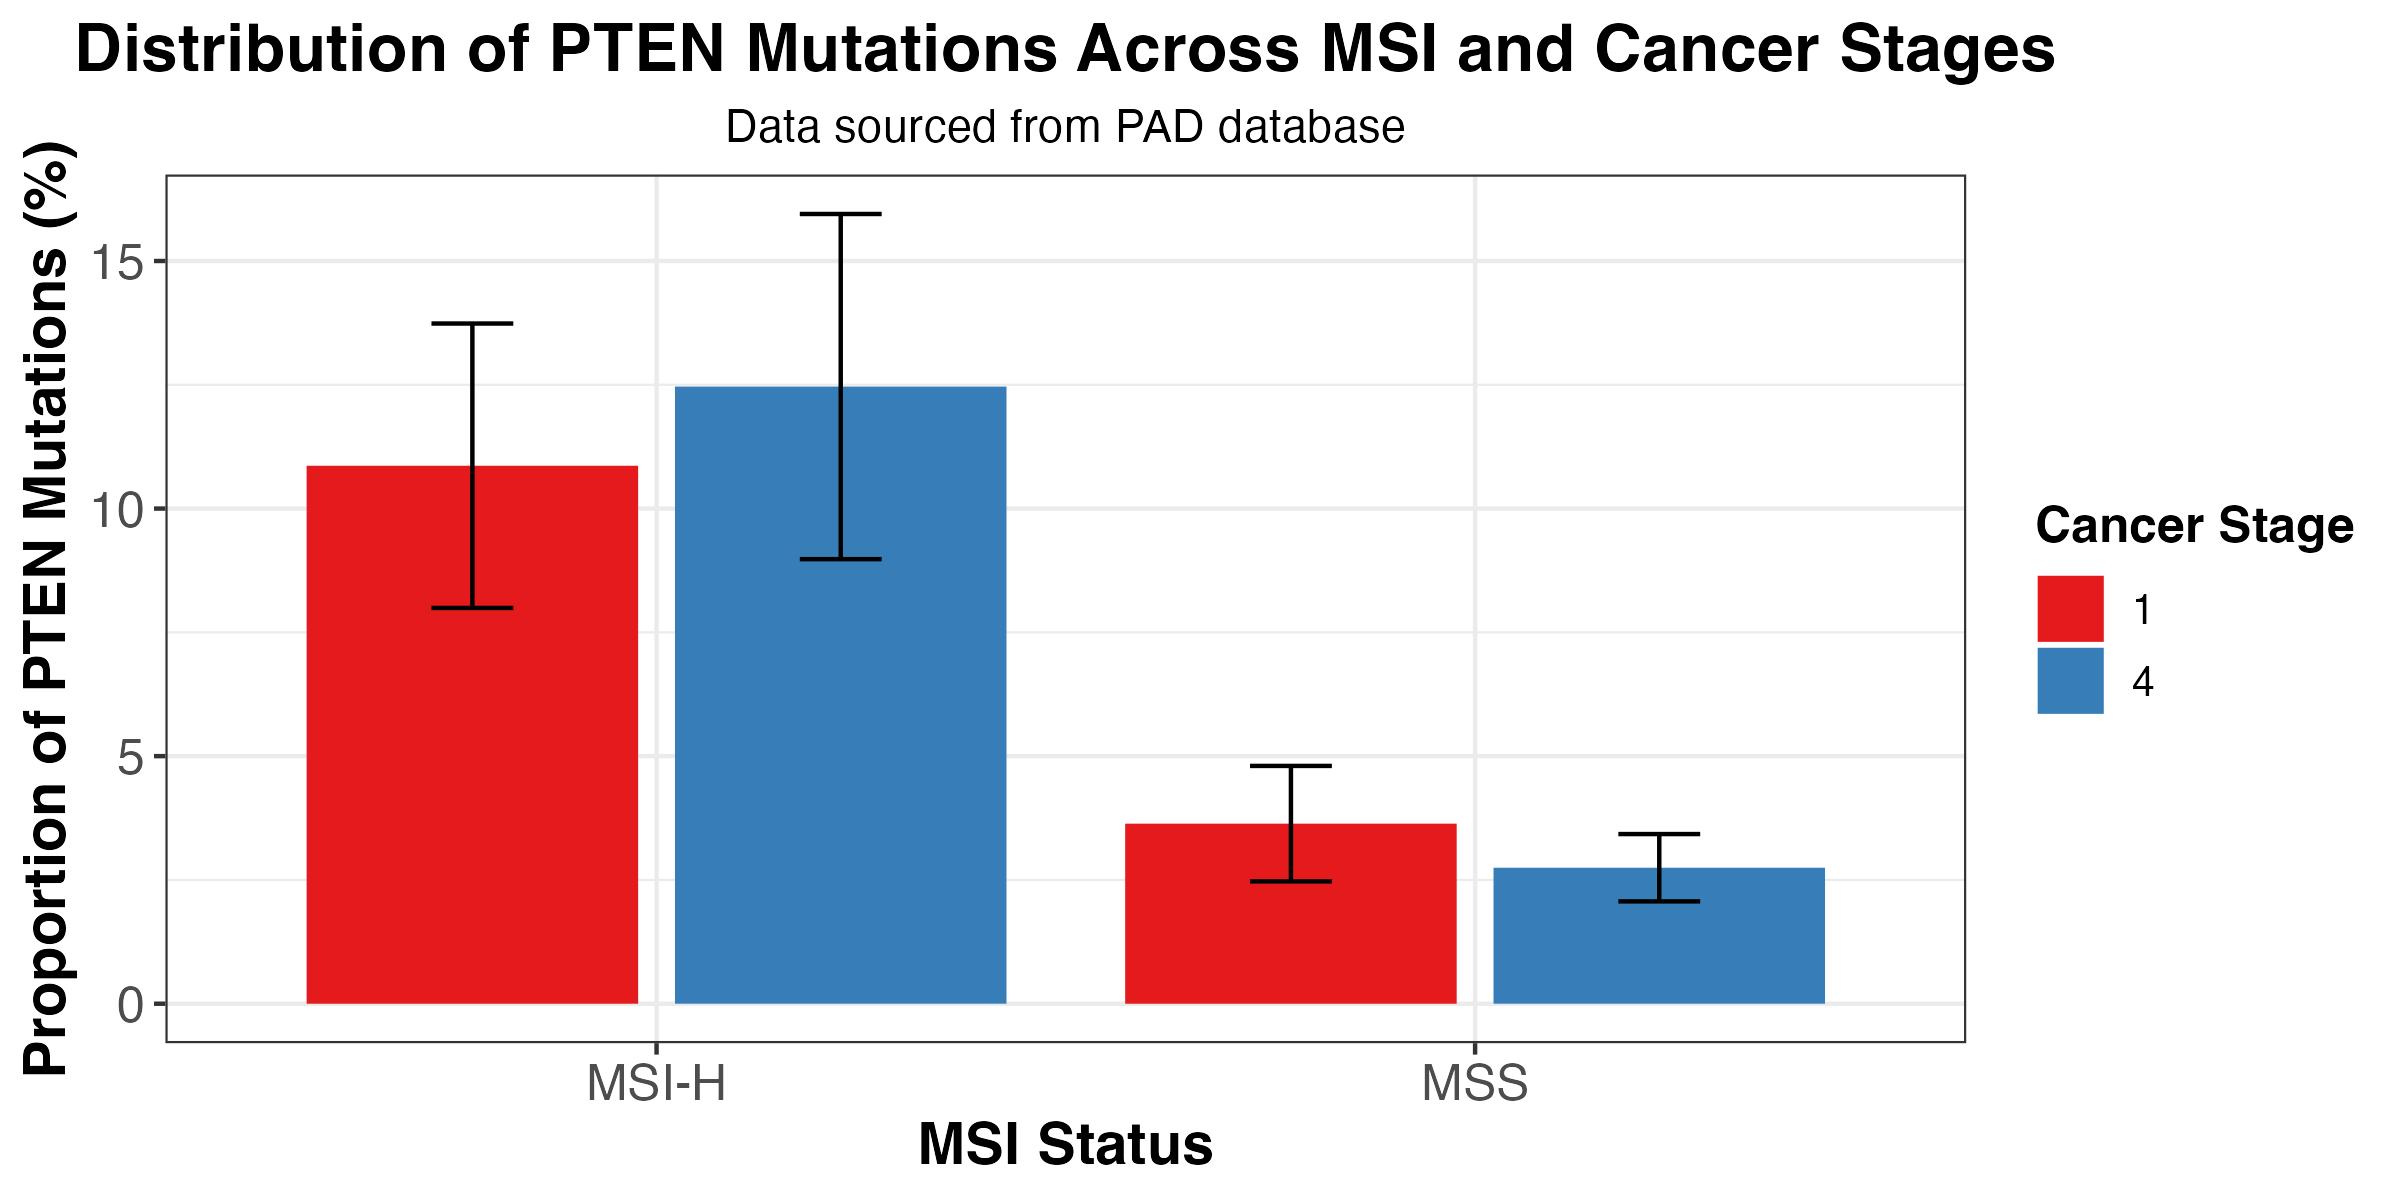 Distribution of PTEN Mutations Across MSI and Cancer Stages
Data sourced from PAD database
Proportion of PTEN Mutations (%)
15
10
5
0
MSI-H
MSS
MSI Status
Cancer Stage
1
4